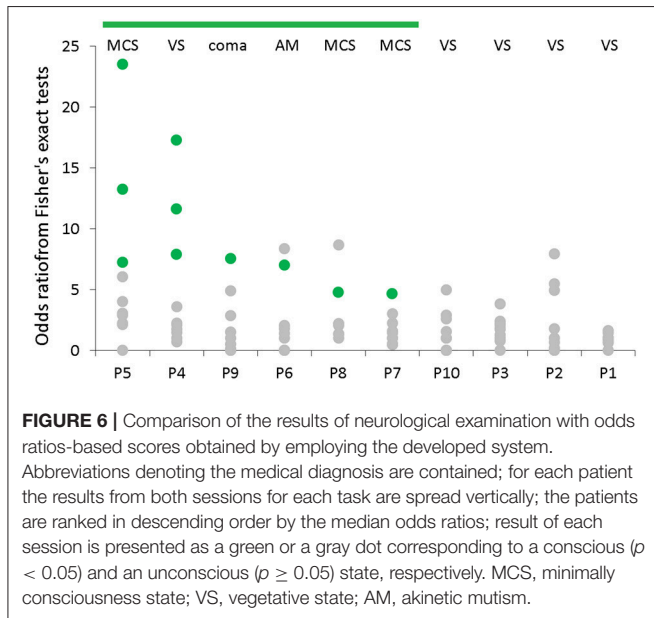 MCS VS coma AM MCS MCS VS VS VS VS
25
20
15
10
5
0
Odds ratiofrom Fisher's exact tests
P5 P4 P9 P6 P8 P7 P10 P3 P2 P1
FIGURE 6 | Comparison of the results of neurological examination with odds
ratios-based scores obtained by employing the developed system.
Abbreviations denoting the medical diagnosis are contained; for each patient
the results from both sessions for each task are spread vertically; the patients
are ranked in descending order by the median odds ratios; result of each
session is presented as a green or a gray dot corresponding to a conscious (p
< 0.05) and an unconscious (p ≥ 0.05) state, respectively. MCS, minimally
consciousness state; VS, vegetative state; AM, akinetic mutism.